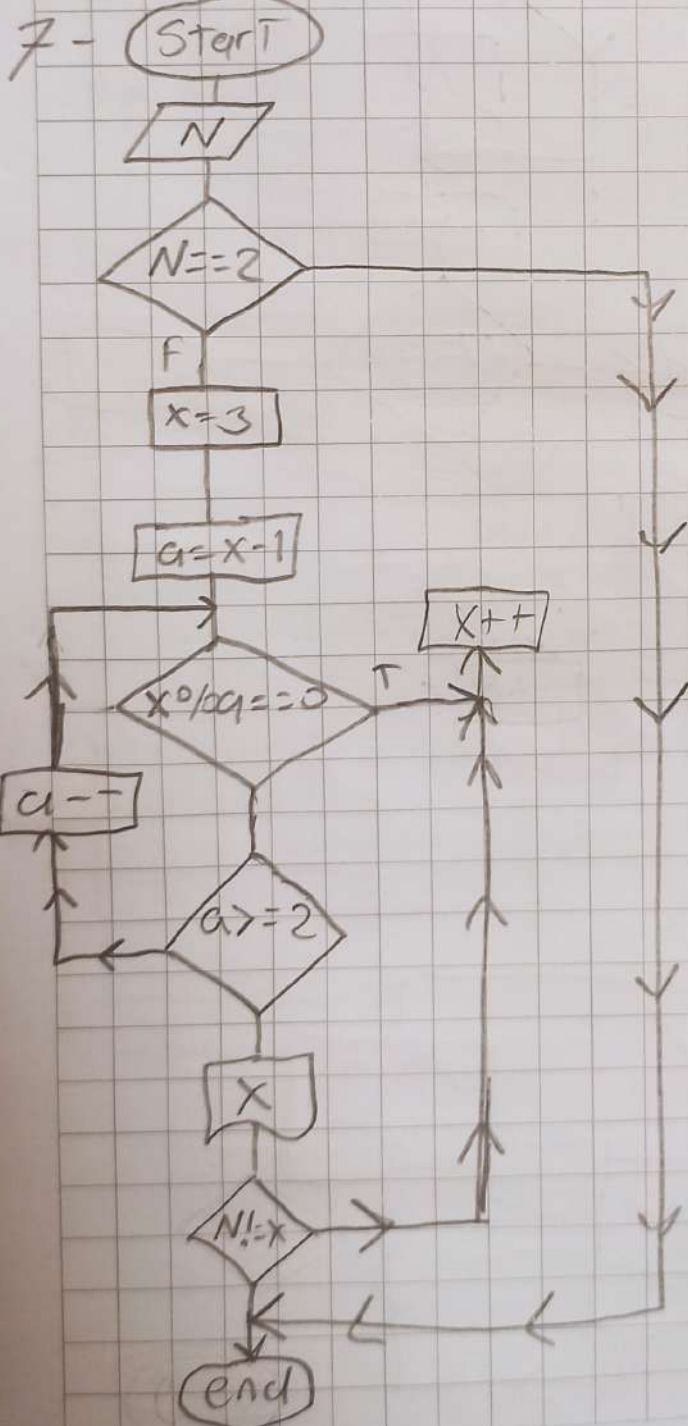 7- Start
N
N==2
F
x=3
a=x-1
x++
x%a==0
T
a--
a>=2
x
N!=x
end